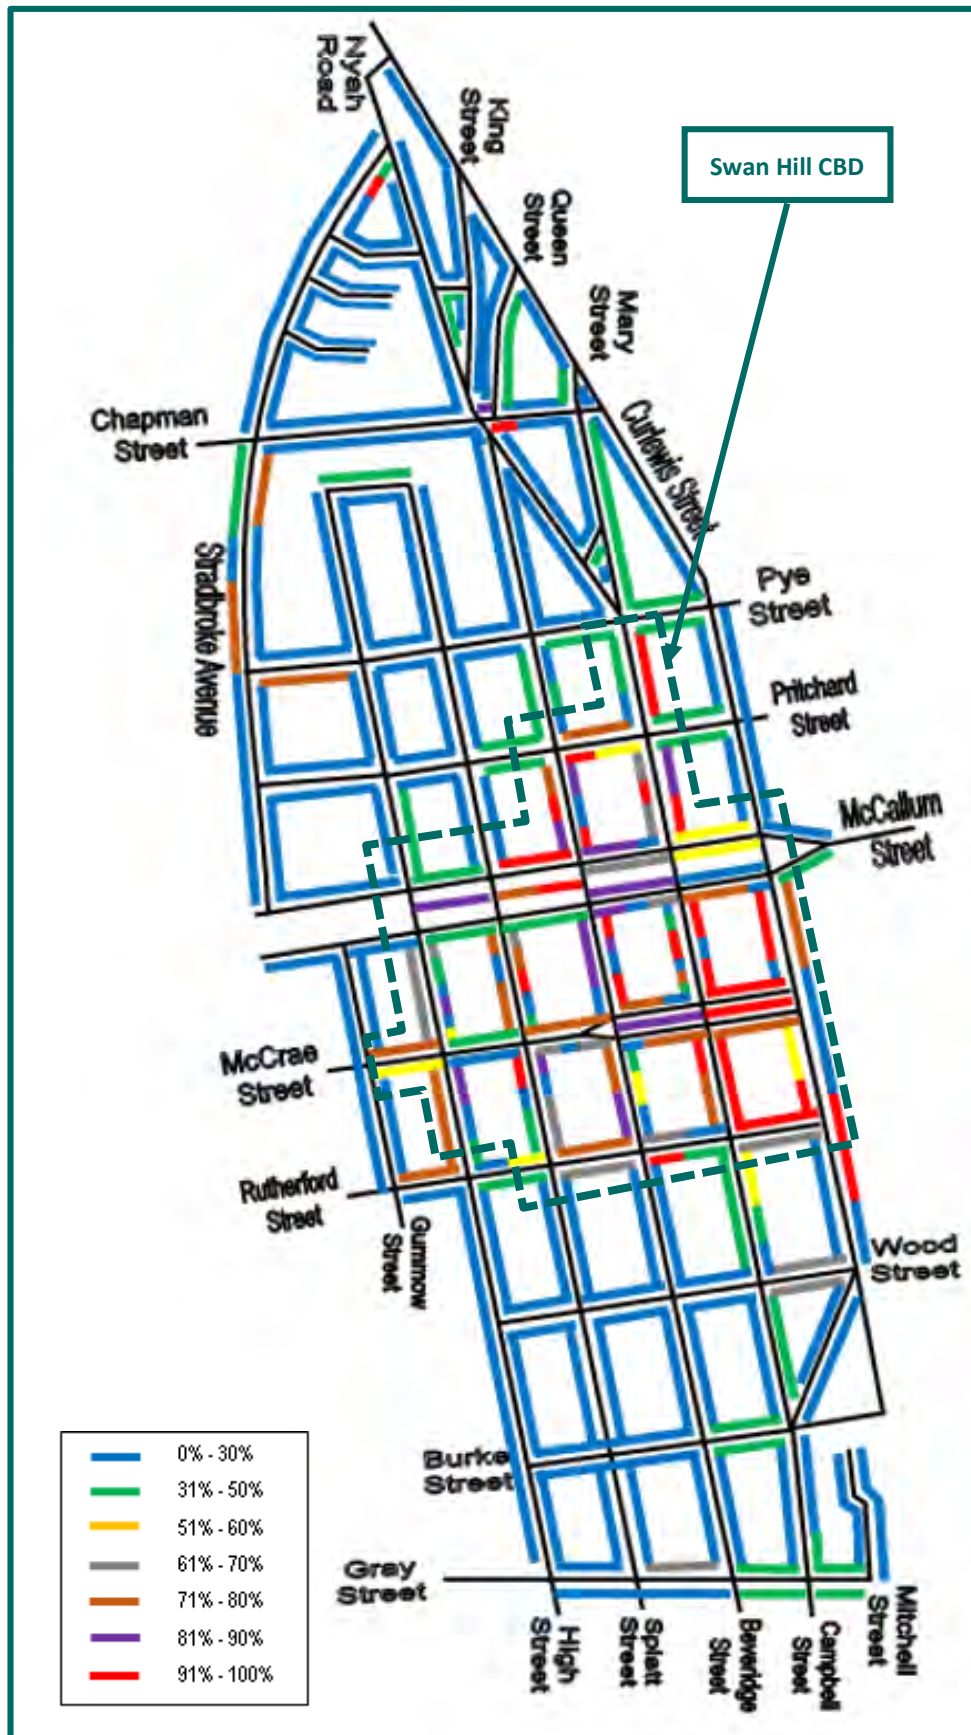 Nyah
Road
King
Street
Queen
Street
Swan Hill CBD
Mary
Street
Curlewis Street
Chapman
Street
Pye
Street
Stradbroke Avenue
Pritchard
Street
McCallum
Street
McCrae
Street
Rutherford
Street
Gummow
Street
Wood
Street
Burke
Street
Gray
Street
High
Street
Splatt
Street
Beveridge
Street
Campbell
Street
Mitchell
Street
0% - 30%
31% - 50%
51% - 60%
61% - 70%
71% - 80%
81% - 90%
91% - 100%